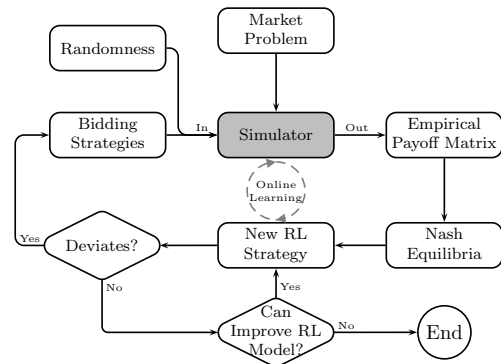 Market
Problem
Randomness
Bidding
Strategies
In
Simulator
Out
Empirical
Payoff Matrix
Online
Learning
Yes
Deviates?
New RL
Strategy
Nash
Equilibria
No
Yes
Can
Improve RL
Model?
No
End